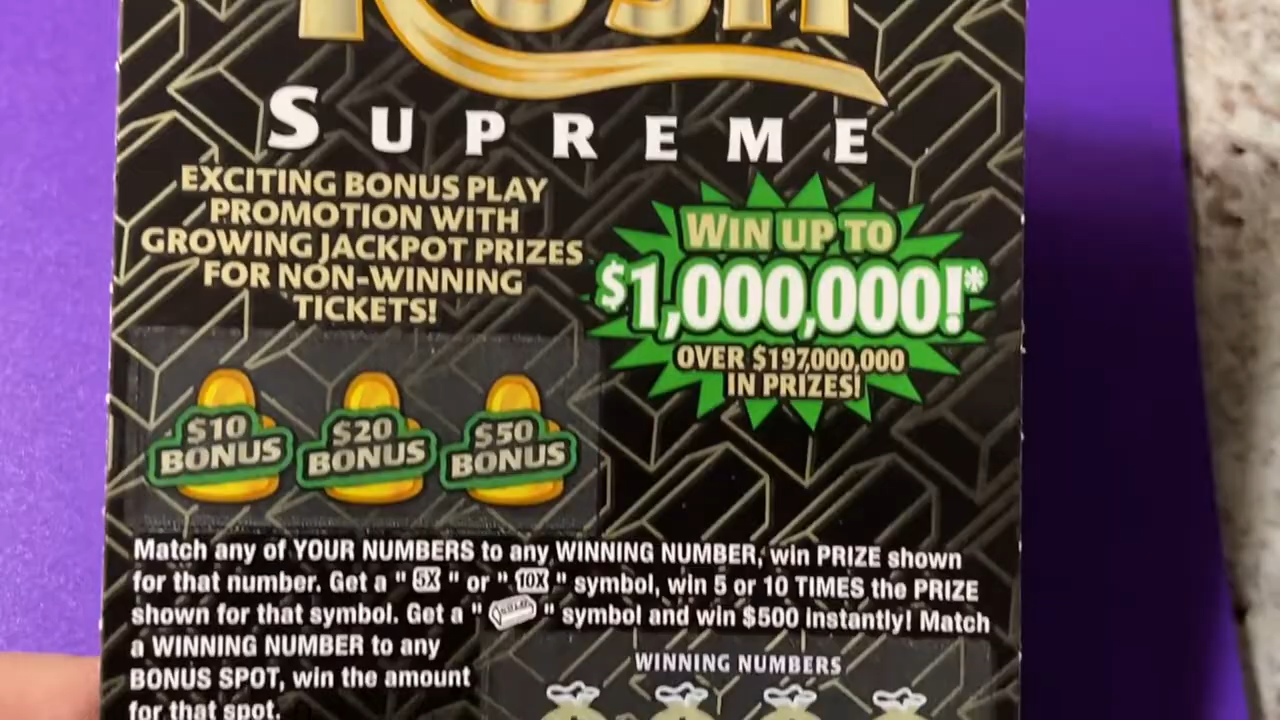 Rush
SUPREME
EXCITING BONUS PLAY
PROMOTION WITH
GROWING JACKPOT PRIZES
FOR NON-WINNING
TICKETS!
WIN UP TO
$1,000,000!*
OVER $197,000,000
IN PRIZES!
$10
BONUS
$20
BONUS
$50
BONUS
Match any of YOUR NUMBERS to any WINNING NUMBER, win PRIZE shown
for that number. Get a " 5X " or " 10X " symbol, win 5 or 10 TIMES the PRIZE
shown for that symbol. Get a " " symbol and win $500 instantly! Match
a WINNING NUMBER to any
BONUS SPOT, win the amount
for that spot.
WINNING NUMBERS